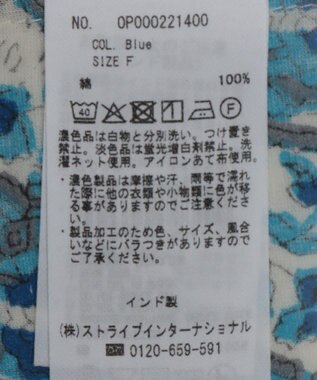 NO. 0P000221400
COL. Blue
SIZE F
綿 100%
40 F
濃色品は白物と分別洗い。つけ置き
禁止。淡色品は蛍光増白剤禁止。洗
濯ネット使用。アイロンあて布使用。
・濃色製品は摩擦や汗、雨等で濡れ
た際に他の衣類や小物類に色が移
る事がありますのでご注意くださ
い。
・製品加工のため色、サイズ、風合
いなどにバラつきがありますので
ご了承ください。
インド製
(株)ストライプインターナショナル
0120-659-591